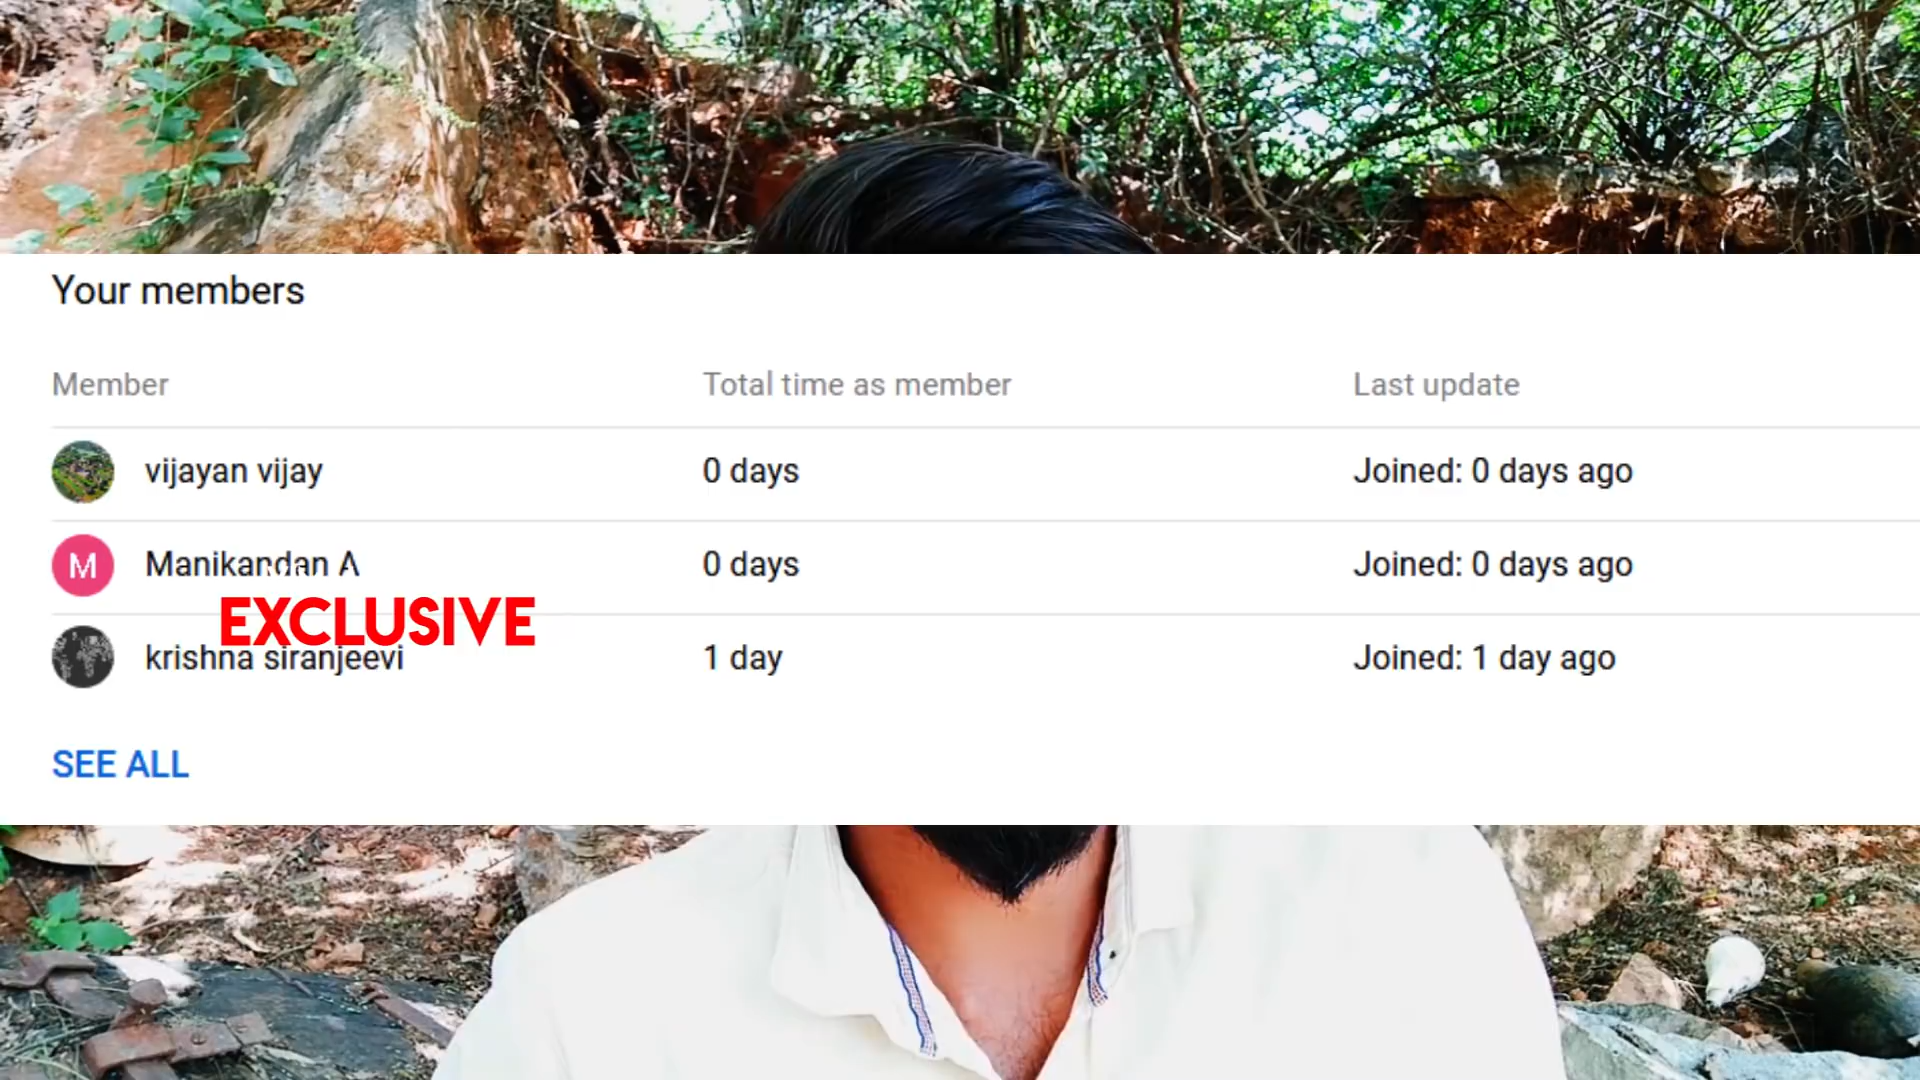 Your members
Member Total time as member Last update
vijayan vijay 0 days Joined: 0 days ago
M Manikandan A 0 days Joined: 0 days ago
EXCLUSIVE
krishna siranjeevi 1 day Joined: 1 day ago
SEE ALL